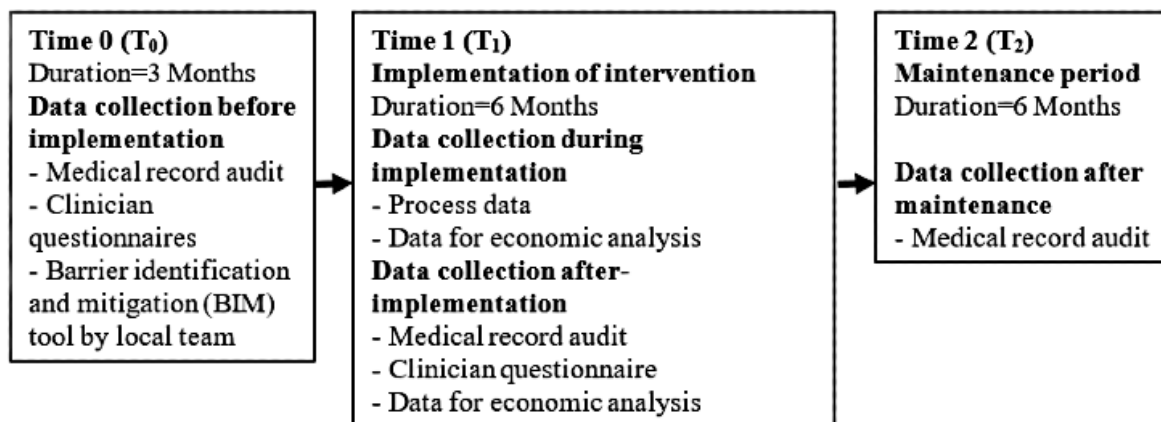 Time 0 (T₀)
Duration=3 Months
Data collection before
implementation
- Medical record audit
- Clinician
questionnaires
- Barrier identification
and mitigation (BIM)
tool by local team
Time 1 (T₁)
Implementation of intervention
Duration=6 Months
Data collection during
implementation
- Process data
- Data for economic analysis
Data collection after-
implementation
- Medical record audit
- Clinician questionnaire
- Data for economic analysis
Time 2 (T₂)
Maintenance period
Duration=6 Months
Data collection after
maintenance
- Medical record audit